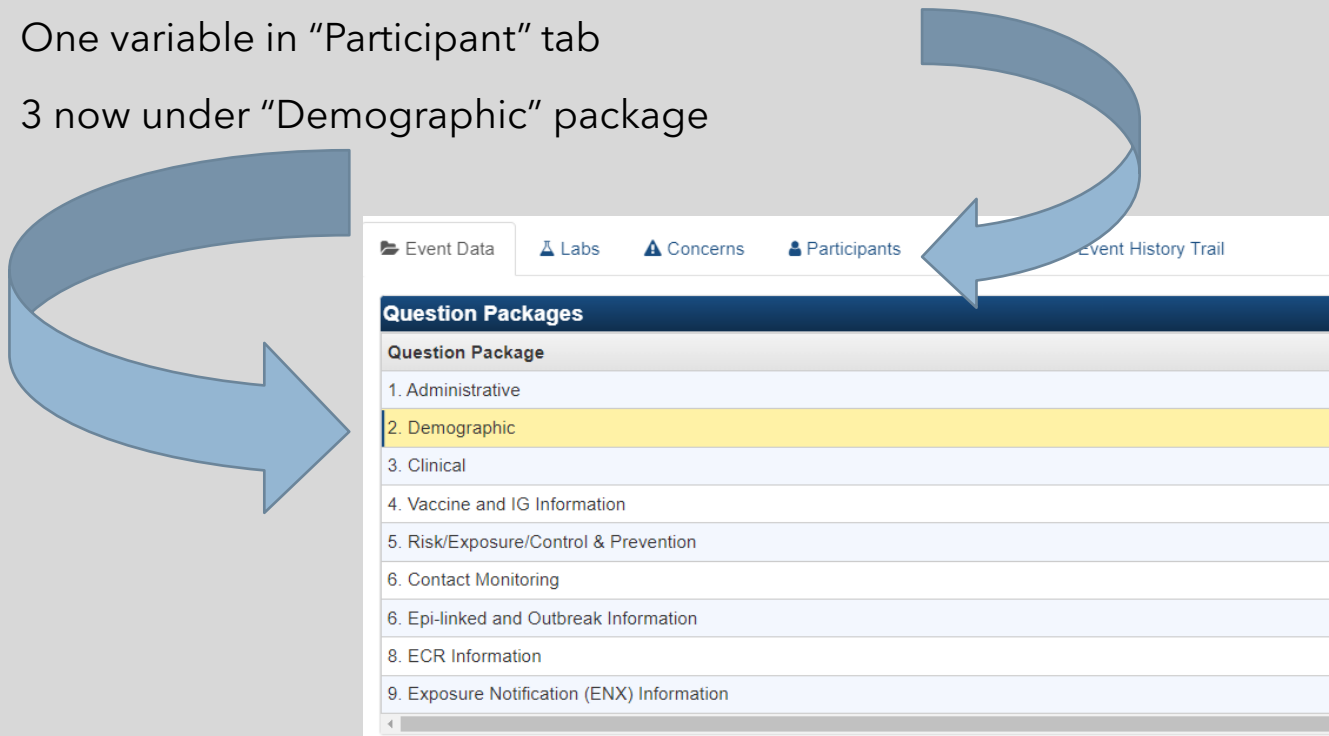 One variable in “Participant” tab
3 now under “Demographic” package
Event Data Labs Concerns Participants Event History Trail
Question Packages
Question Package
1. Administrative
2. Demographic
3. Clinical
4. Vaccine and IG Information
5. Risk/Exposure/Control & Prevention
6. Contact Monitoring
6. Epi-linked and Outbreak Information
8. ECR Information
9. Exposure Notification (ENX) Information